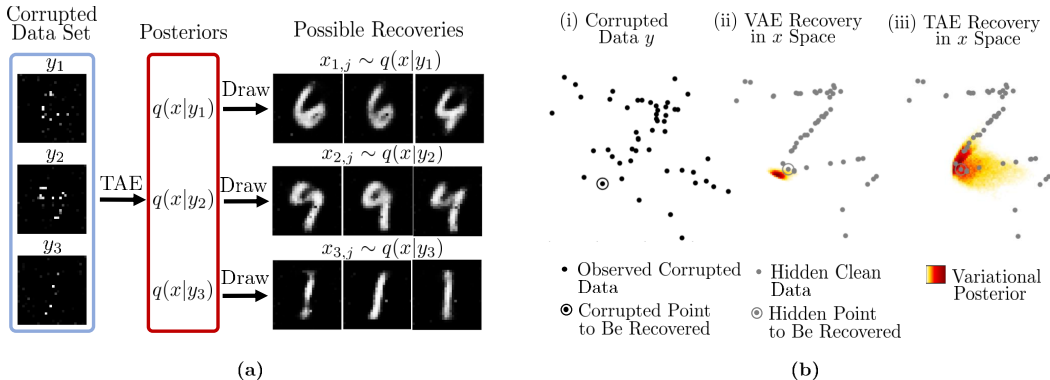 Corrupted
Data Set
Posteriors
Possible Recoveries
y₁
y₂
y₃
TAE
q(x|y₁)
q(x|y₂)
q(x|y₃)
Draw
x₁,ⱼ ∼ q(x|y₁)
Draw
x₂,ⱼ ∼ q(x|y₂)
Draw
x₃,ⱼ ∼ q(x|y₃)
(a)
(i) Corrupted
Data y
(ii) VAE Recovery
in x Space
(iii) TAE Recovery
in x Space
Observed Corrupted
Data
Corrupted Point
to Be Recovered
Hidden Clean
Data
Hidden Point
to Be Recovered
Variational
Posterior
(b)